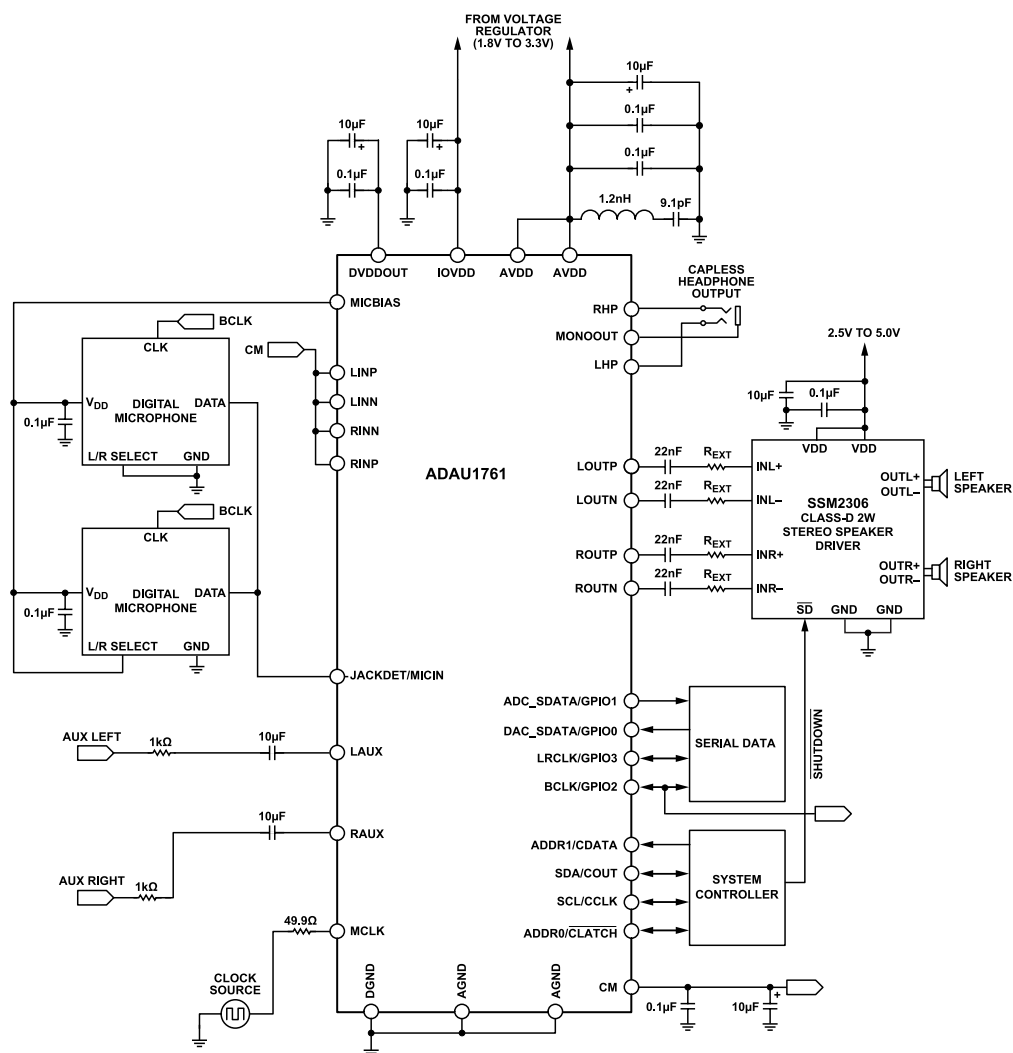 FROM VOLTAGE
REGULATOR
(1.8V TO 3.3V)
10µF
+
0.1µF
0.1µF
1.2nH
9.1pF
10µF
+
0.1µF
10µF
+
0.1µF
DVDDOUT
IOVDD
AVDD
AVDD
MICBIAS
BCLK
CLK
VDD
DIGITAL
MICROPHONE
DATA
0.1µF
L/R SELECT
GND
BCLK
CLK
VDD
DIGITAL
MICROPHONE
DATA
0.1µF
L/R SELECT
GND
CM
LINP
LINN
RINN
RINP
JACKDET/MICIN
AUX LEFT
1kΩ
10µF
LAUX
10µF
RAUX
AUX RIGHT
1kΩ
49.9Ω
MCLK
CLOCK
SOURCE
ADAU1761
DGND
AGND
AGND
CAPLESS
HEADPHONE
OUTPUT
RHP
MONOOUT
LHP
2.5V TO 5.0V
10µF
0.1µF
VDD
VDD
LOUTP
22nF
REXT
INL+
LOUTN
22nF
REXT
INL–
ROUTP
22nF
REXT
INR+
ROUTN
22nF
REXT
INR–
SSM2306
CLASS-D 2W
STEREO SPEAKER
DRIVER
OUTL+
OUTL–
LEFT
SPEAKER
OUTR+
OUTR–
RIGHT
SPEAKER
SD
GND
GND
SHUTDOWN
ADC_SDATA/GPIO1
DAC_SDATA/GPIO0
LRCLK/GPIO3
BCLK/GPIO2
SERIAL DATA
ADDR1/CDATA
SDA/COUT
SCL/CCLK
ADDR0/CLATCH
SYSTEM
CONTROLLER
CM
0.1µF
10µF
+